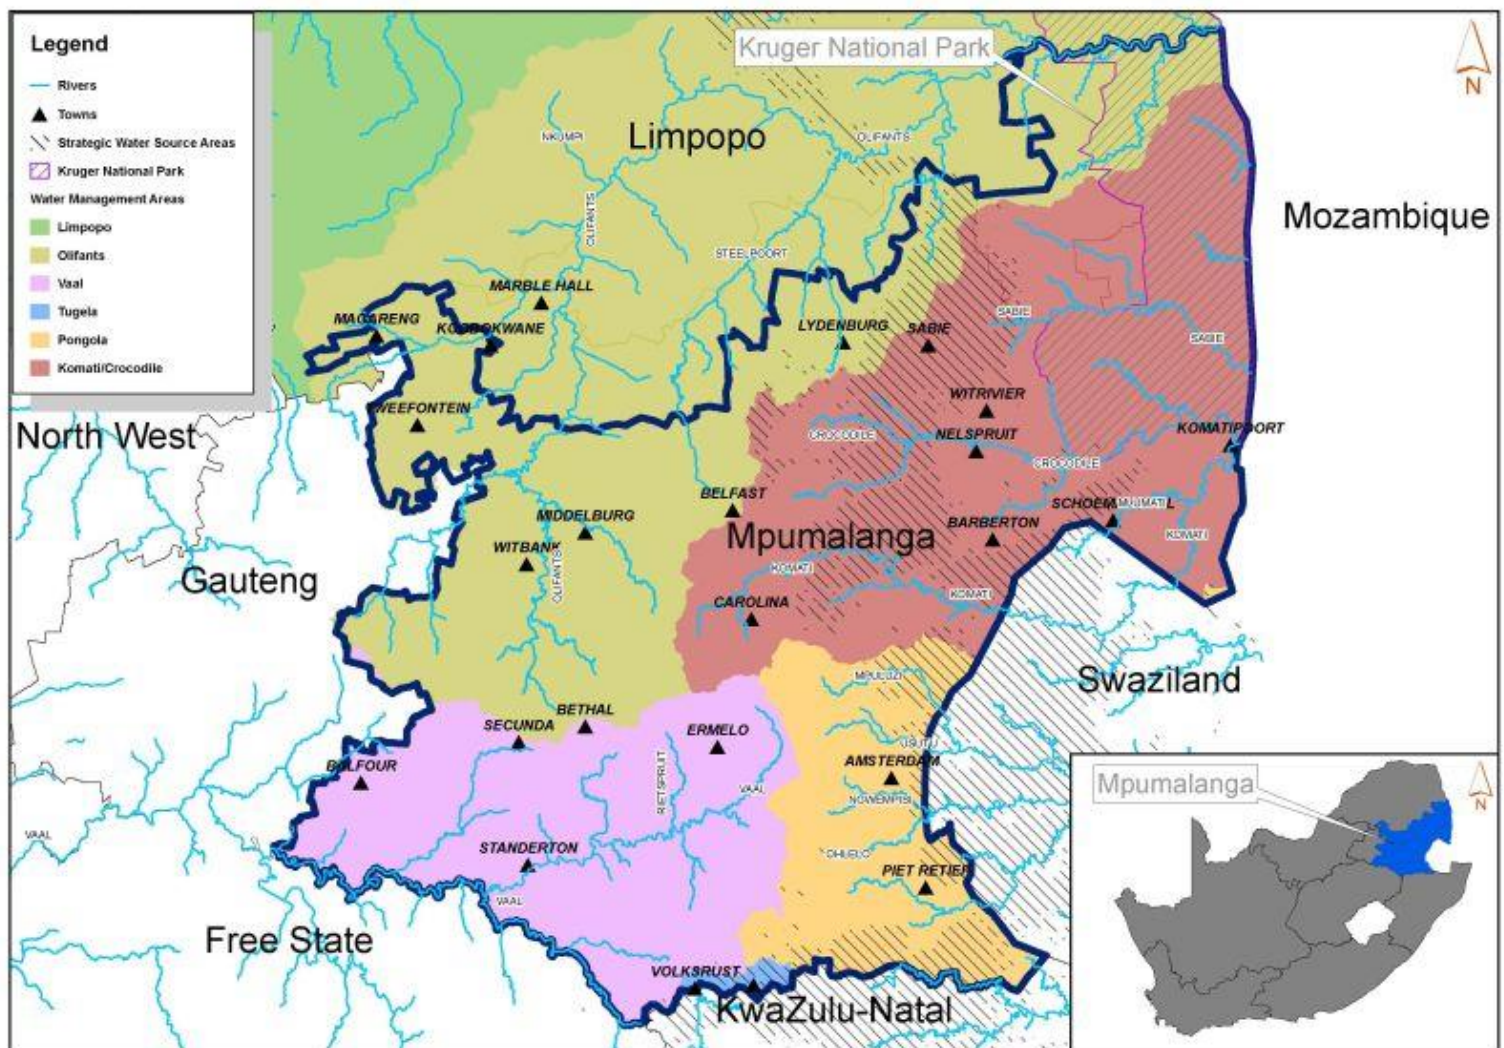 Legend
Rivers
Towns
Strategic Water Source Areas
Kruger National Park
Water Management Areas
Limpopo
Olifants
Vaal
Tugela
Pongola
Komati/Crocodile
Kruger National Park
N
NKUMPI
Limpopo
OLIFANTS
OLIFANTS
Mozambique
STEELPOORT
MARBLE HALL
MAGARENG
LYDENBURG
SABIE
SABIE
SABIE
WITRIVIER
North West
CROCODILE
NELSPRUIT
KOMATIPOORT
CROCODILE
BELFAST
MIDDELBURG
Mpumalanga
BARBERTON
KOMATI
WITBANK
OLIFANTS
Gauteng
KOMATI
KOMATI
CAROLINA
MPULUZI
Swaziland
BETHAL
SECUNDA
ERMELO
USUTU
BALFOUR
AMSTERDAM
RIETSPRUIT
VAAL
Mpumalanga
N
VAAL
STANDERTON
PIET RETIEF
VAAL
Free State
VOLKSRUST
KwaZulu-Natal